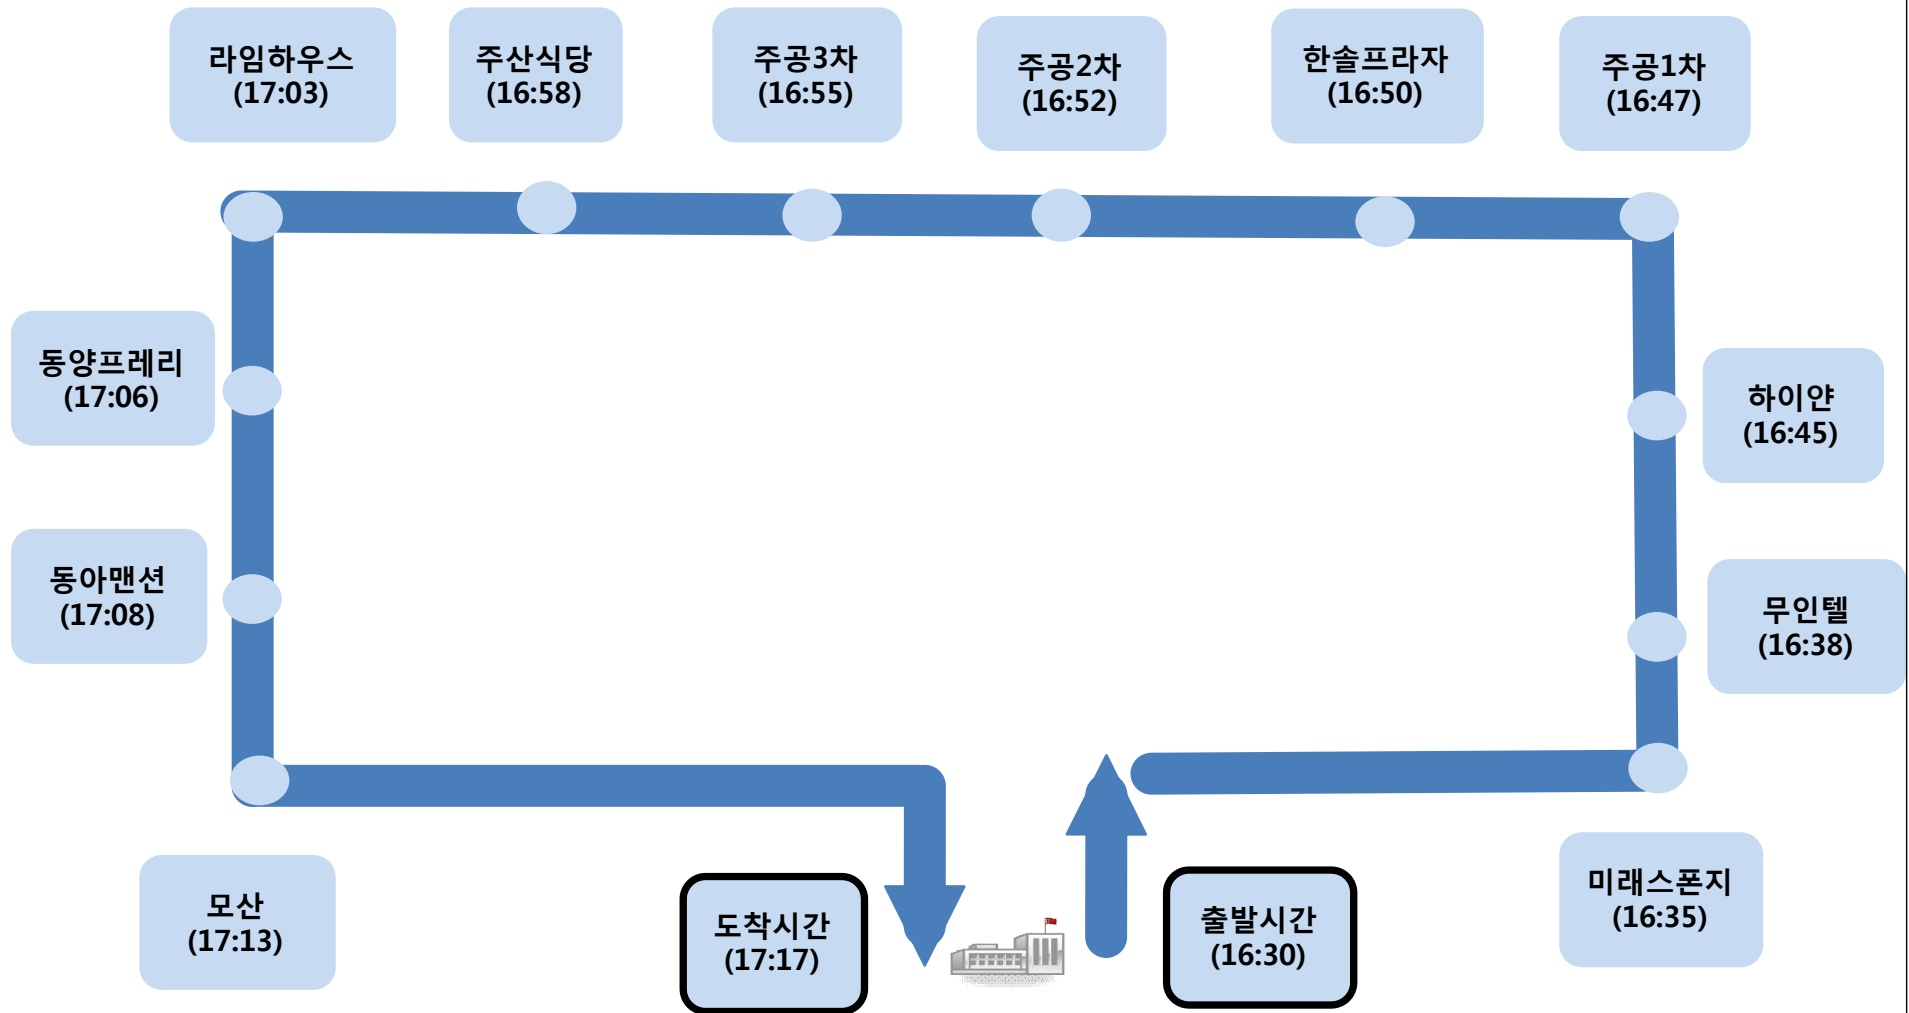 라임하우스
(17:03)
주산식당
(16:58)
주공3차
(16:55)
주공2차
(16:52)
한솔프라자
(16:50)
주공1차
(16:47)
동양프레리
(17:06)
하이얀
(16:45)
동아맨션
(17:08)
무인텔
(16:38)
모산
(17:13)
도착시간
(17:17)
출발시간
(16:30)
미래스폰지
(16:35)